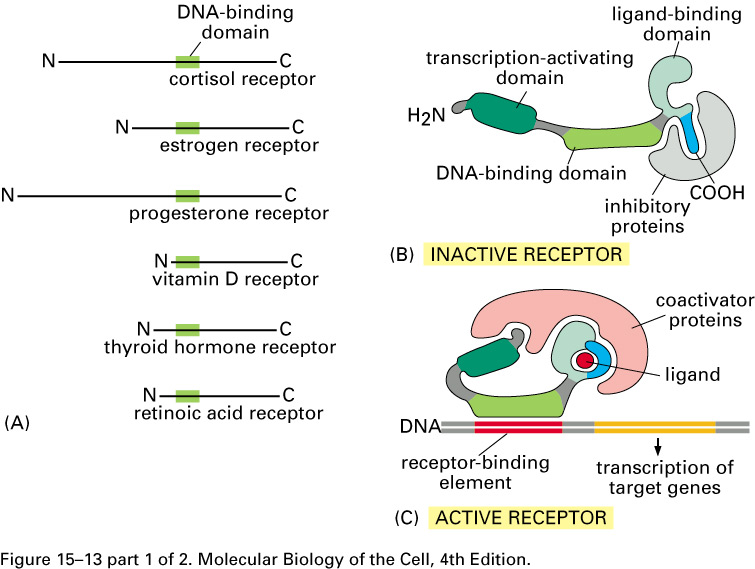 DNA-binding
domain
N
C
cortisol receptor
N
C
estrogen receptor
N
C
progesterone receptor
N
C
vitamin D receptor
N
C
thyroid hormone receptor
N
C
retinoic acid receptor
(A)
ligand-binding
domain
transcription-activating
domain
H2N
DNA-binding domain
COOH
inhibitory
proteins
(B) INACTIVE RECEPTOR
coactivator
proteins
ligand
DNA
receptor-binding
element
transcription of
target genes
(C) ACTIVE RECEPTOR
Figure 15–13 part 1 of 2. Molecular Biology of the Cell, 4th Edition.